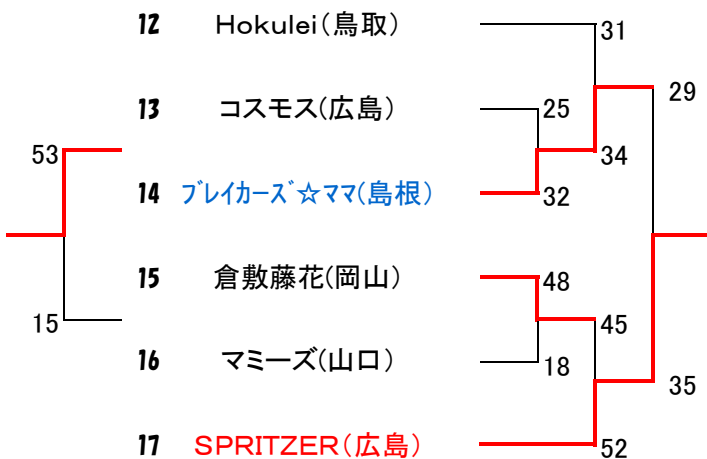 12 Hokulei(鳥取) 31
29
13 コスモス(広島) 25
53 34
14 ブレイカーズ☆ママ(島根) 32
15 倉敷藤花(岡山) 48
15 45
16 マミーズ(山口) 18
35
17 SPRITZER(広島) 52